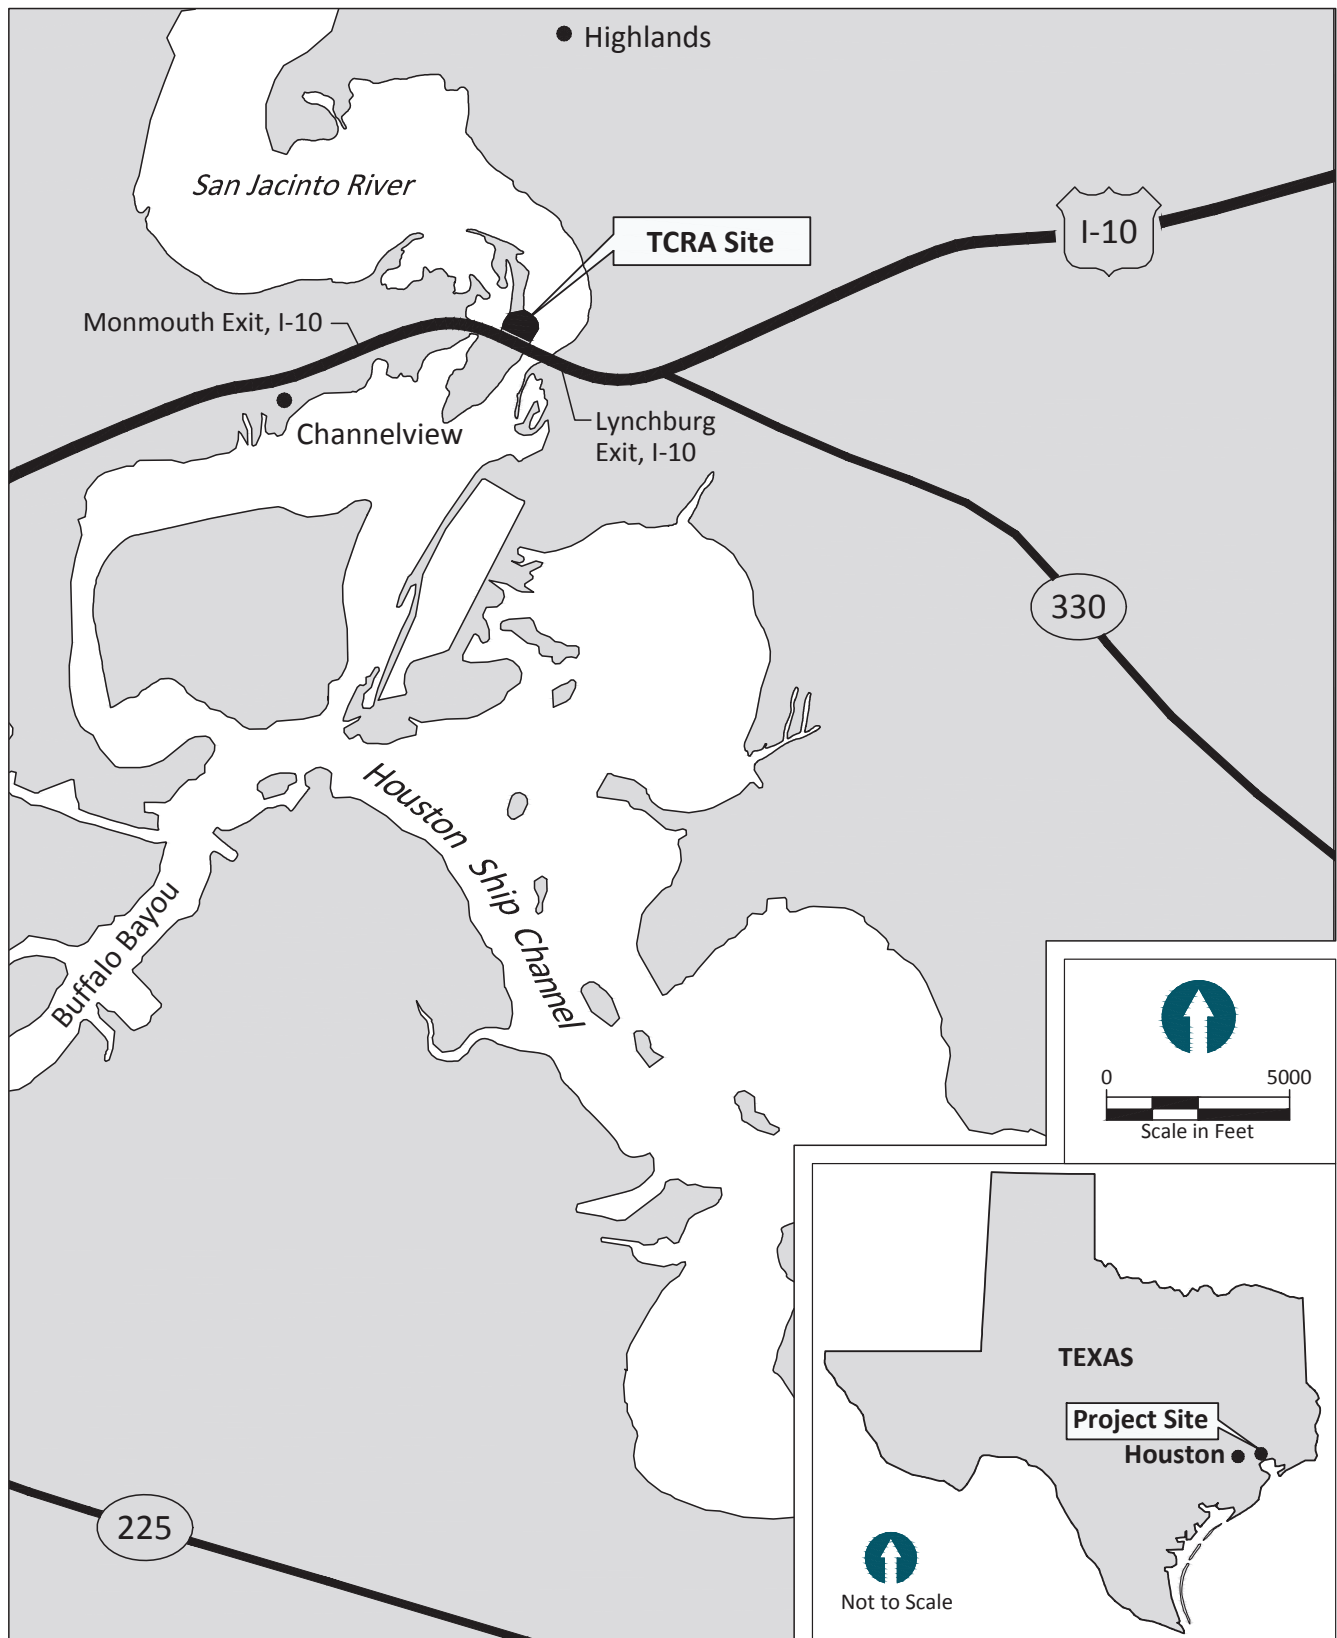 Highlands
San Jacinto River
I-10
TCRA Site
Monmouth Exit, I-10
Channelview
Lynchburg
Exit, I-10
330
Houston Ship Channel
Buffalo Bayou
0 5000
Scale in Feet
TEXAS
Project Site
Houston
225
Not to Scale